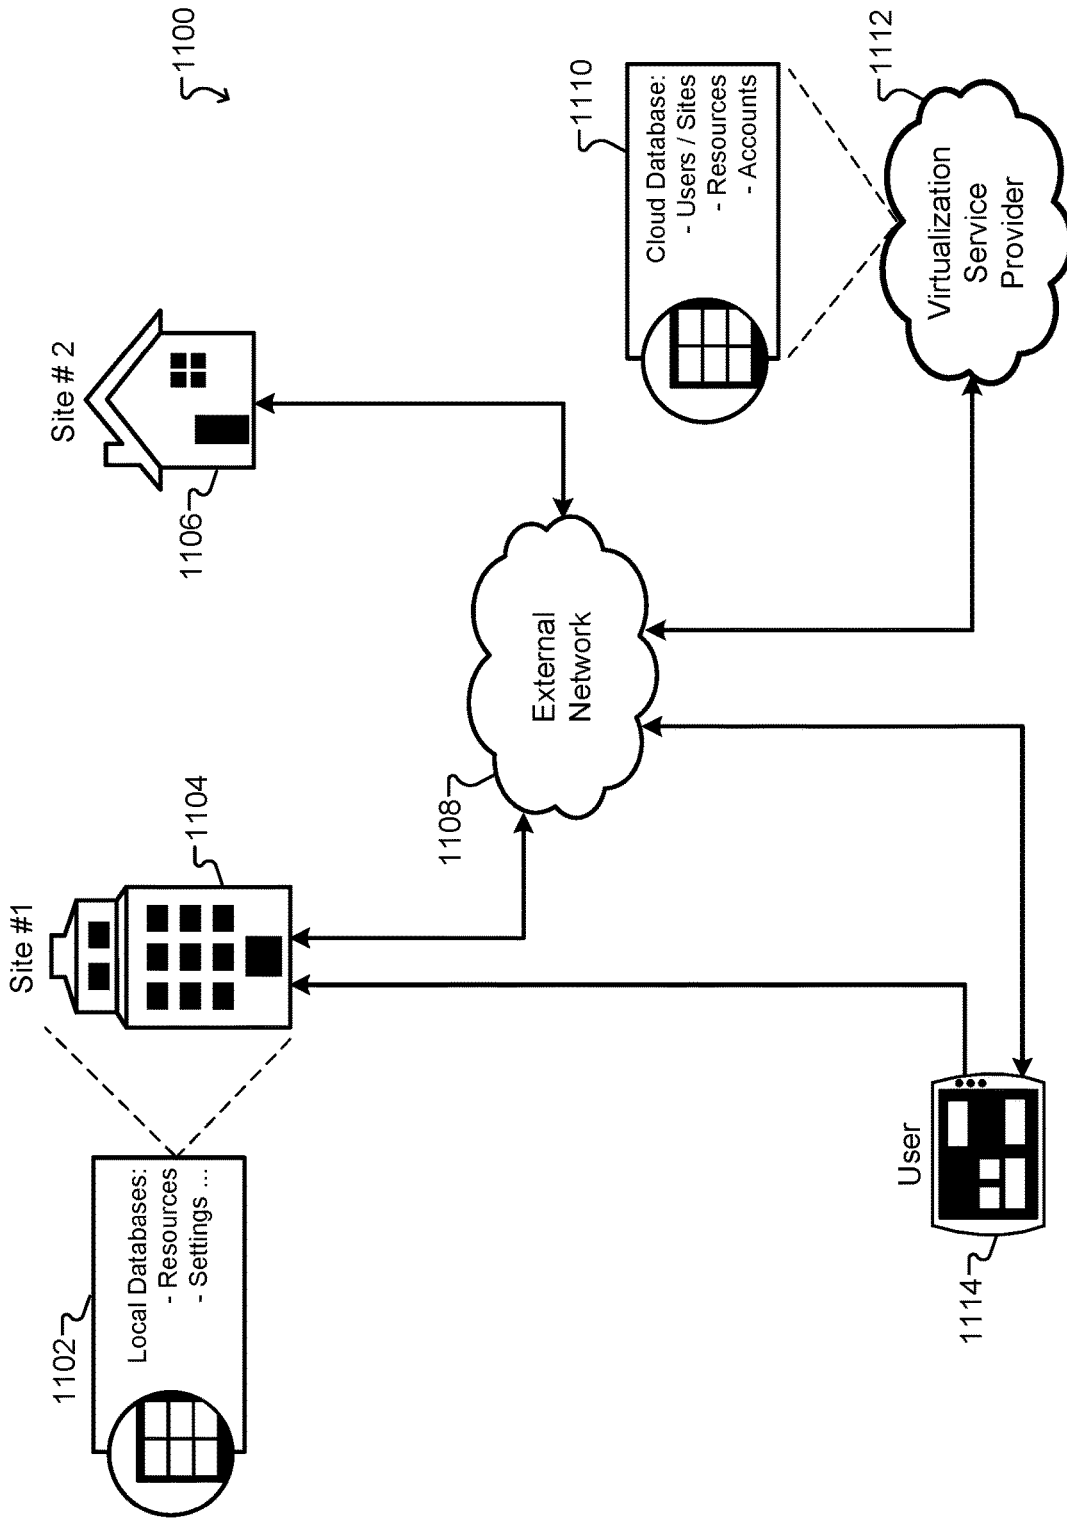 1100
Site #1
Site # 2
1102
Local Databases:
- Resources
- Settings ...
1104
1106
1108
External
Network
1110
Cloud Database:
- Users / Sites
- Resources
- Accounts
User
1114
1112
Virtualization
Service
Provider